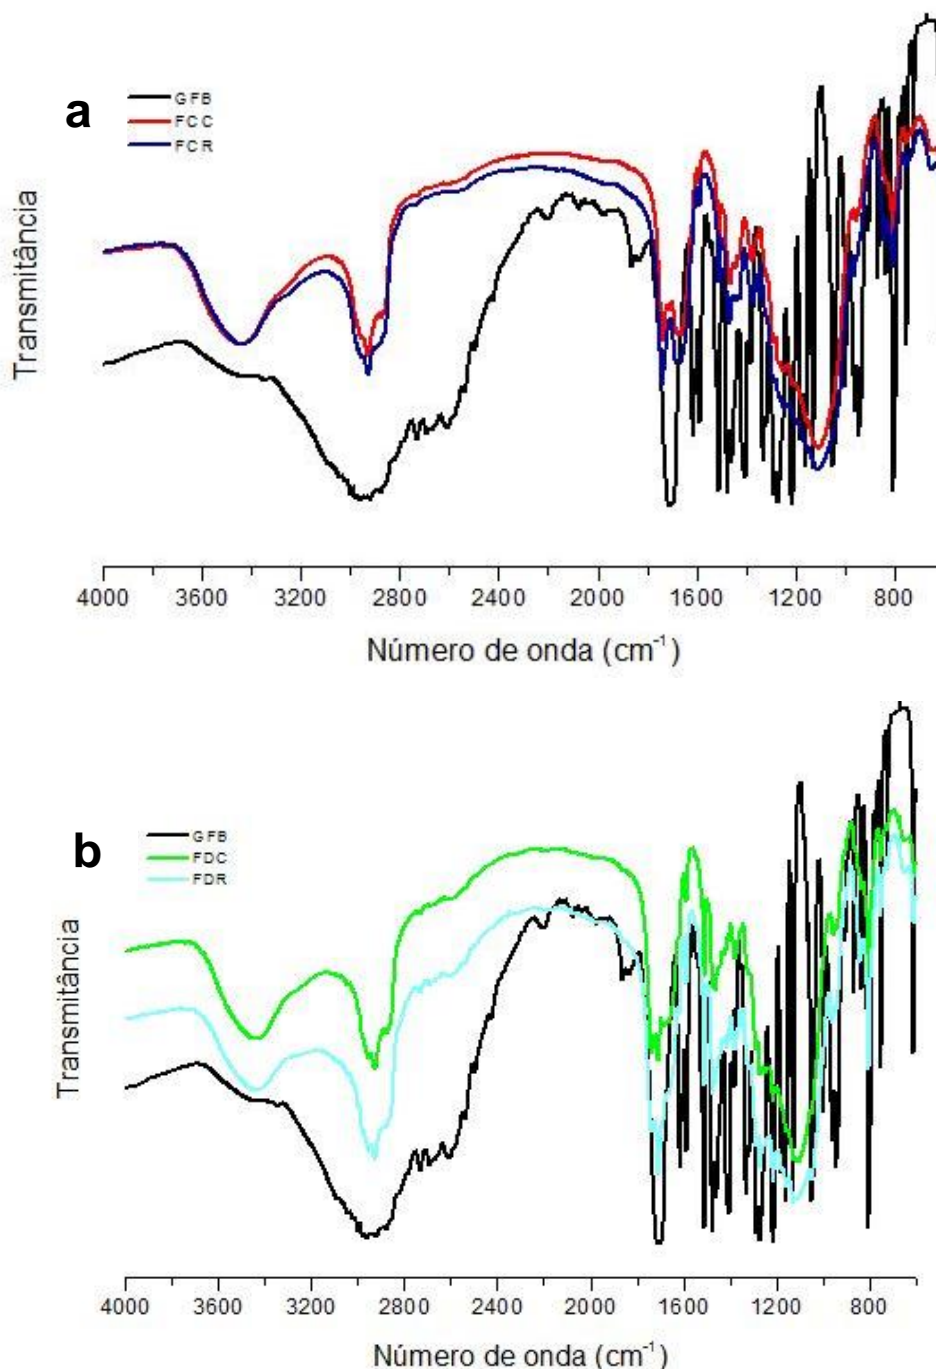 a
GFB
FCC
FCR
Transmitância
4000 3600 3200 2800 2400 2000 1600 1200 800
Número de onda (cm⁻¹)
b
GFB
FDC
FDR
Transmitância
4000 3600 3200 2800 2400 2000 1600 1200 800
Número de onda (cm⁻¹)